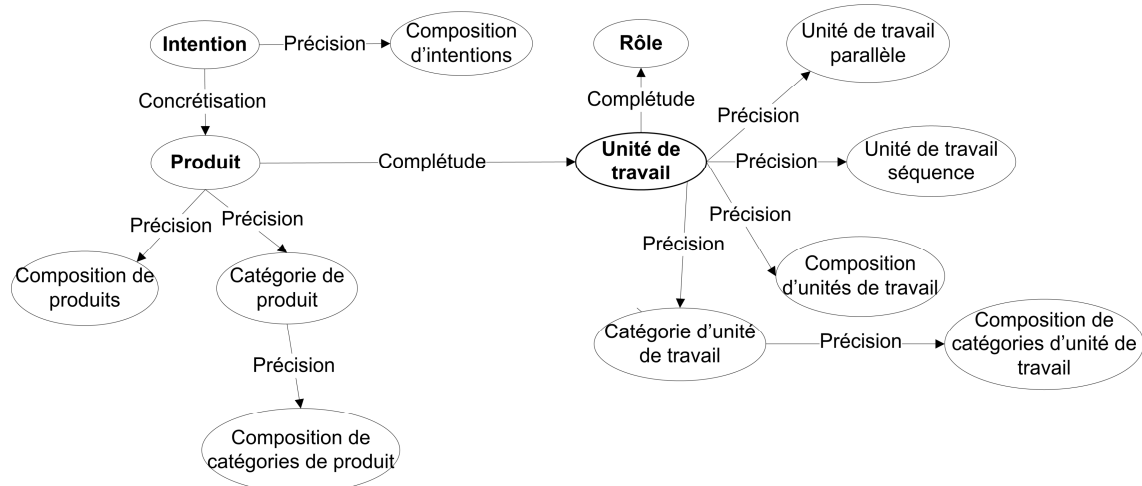 Intention
Précision
Composition
d'intentions
Rôle
Unité de travail
parallèle
Concrétisation
Complétude
Précision
Produit
Complétude
Unité de
travail
Précision
Unité de travail
séquence
Précision
Précision
Précision
Précision
Composition de
produits
Catégorie de
produit
Composition
d'unités de travail
Précision
Catégorie d'unité
de travail
Précision
Composition de
catégories d'unité de
travail
Composition de
catégories de produit